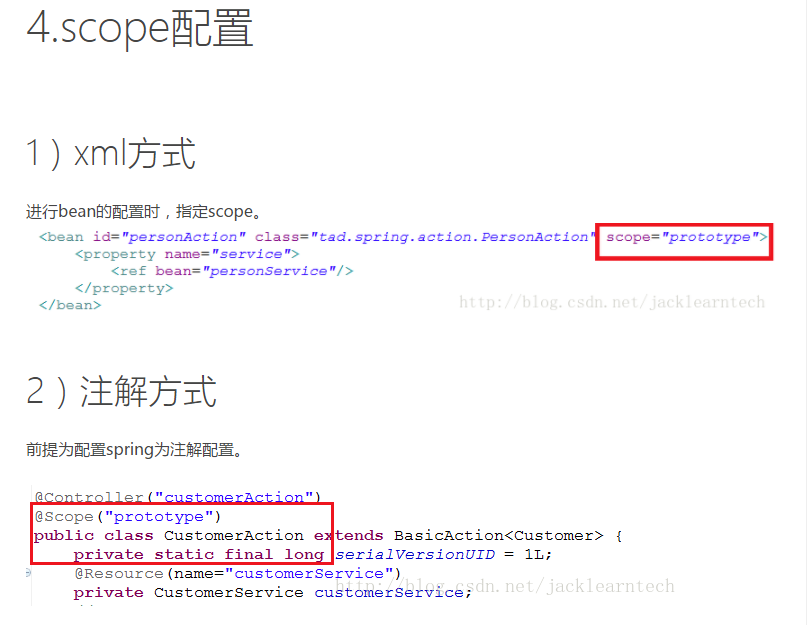 4.scope配置
1）xml方式
进行bean的配置时，指定scope。
<bean id="personAction" class="tad.spring.action.PersonAction" scope="prototype">
<property name="service">
<ref bean="personService"/>
</property>
</bean>
http://blog.csdn.net/jacklearntech
2）注解方式
前提为配置spring为注解配置。
@Controller("customerAction")
@Scope("prototype")
public class CustomerAction extends BasicAction<Customer> {
private static final long serialVersionUID = 1L;
@Resource(name="customerService")
private CustomerService customerService;
http://blog.csdn.net/jacklearntech